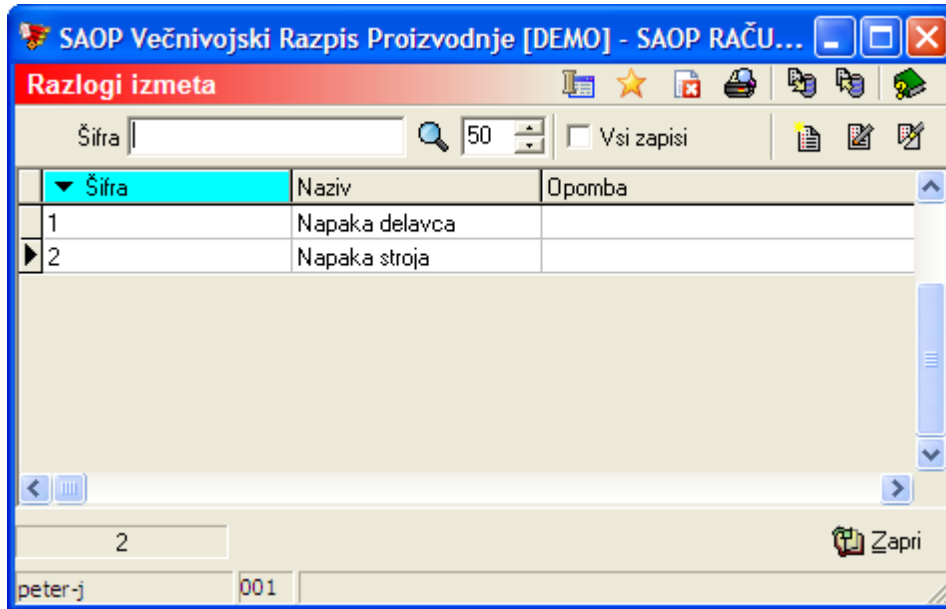 SAOP Večnivojski Razpis Proizvodnje [DEMO] - SAOP RAČU...
Razlogi izmeta
Šifra 50 Vsi zapisi
Šifra Naziv Opomba
1 Napaka delavca
2 Napaka stroja
2 Zapri
peter-j 001